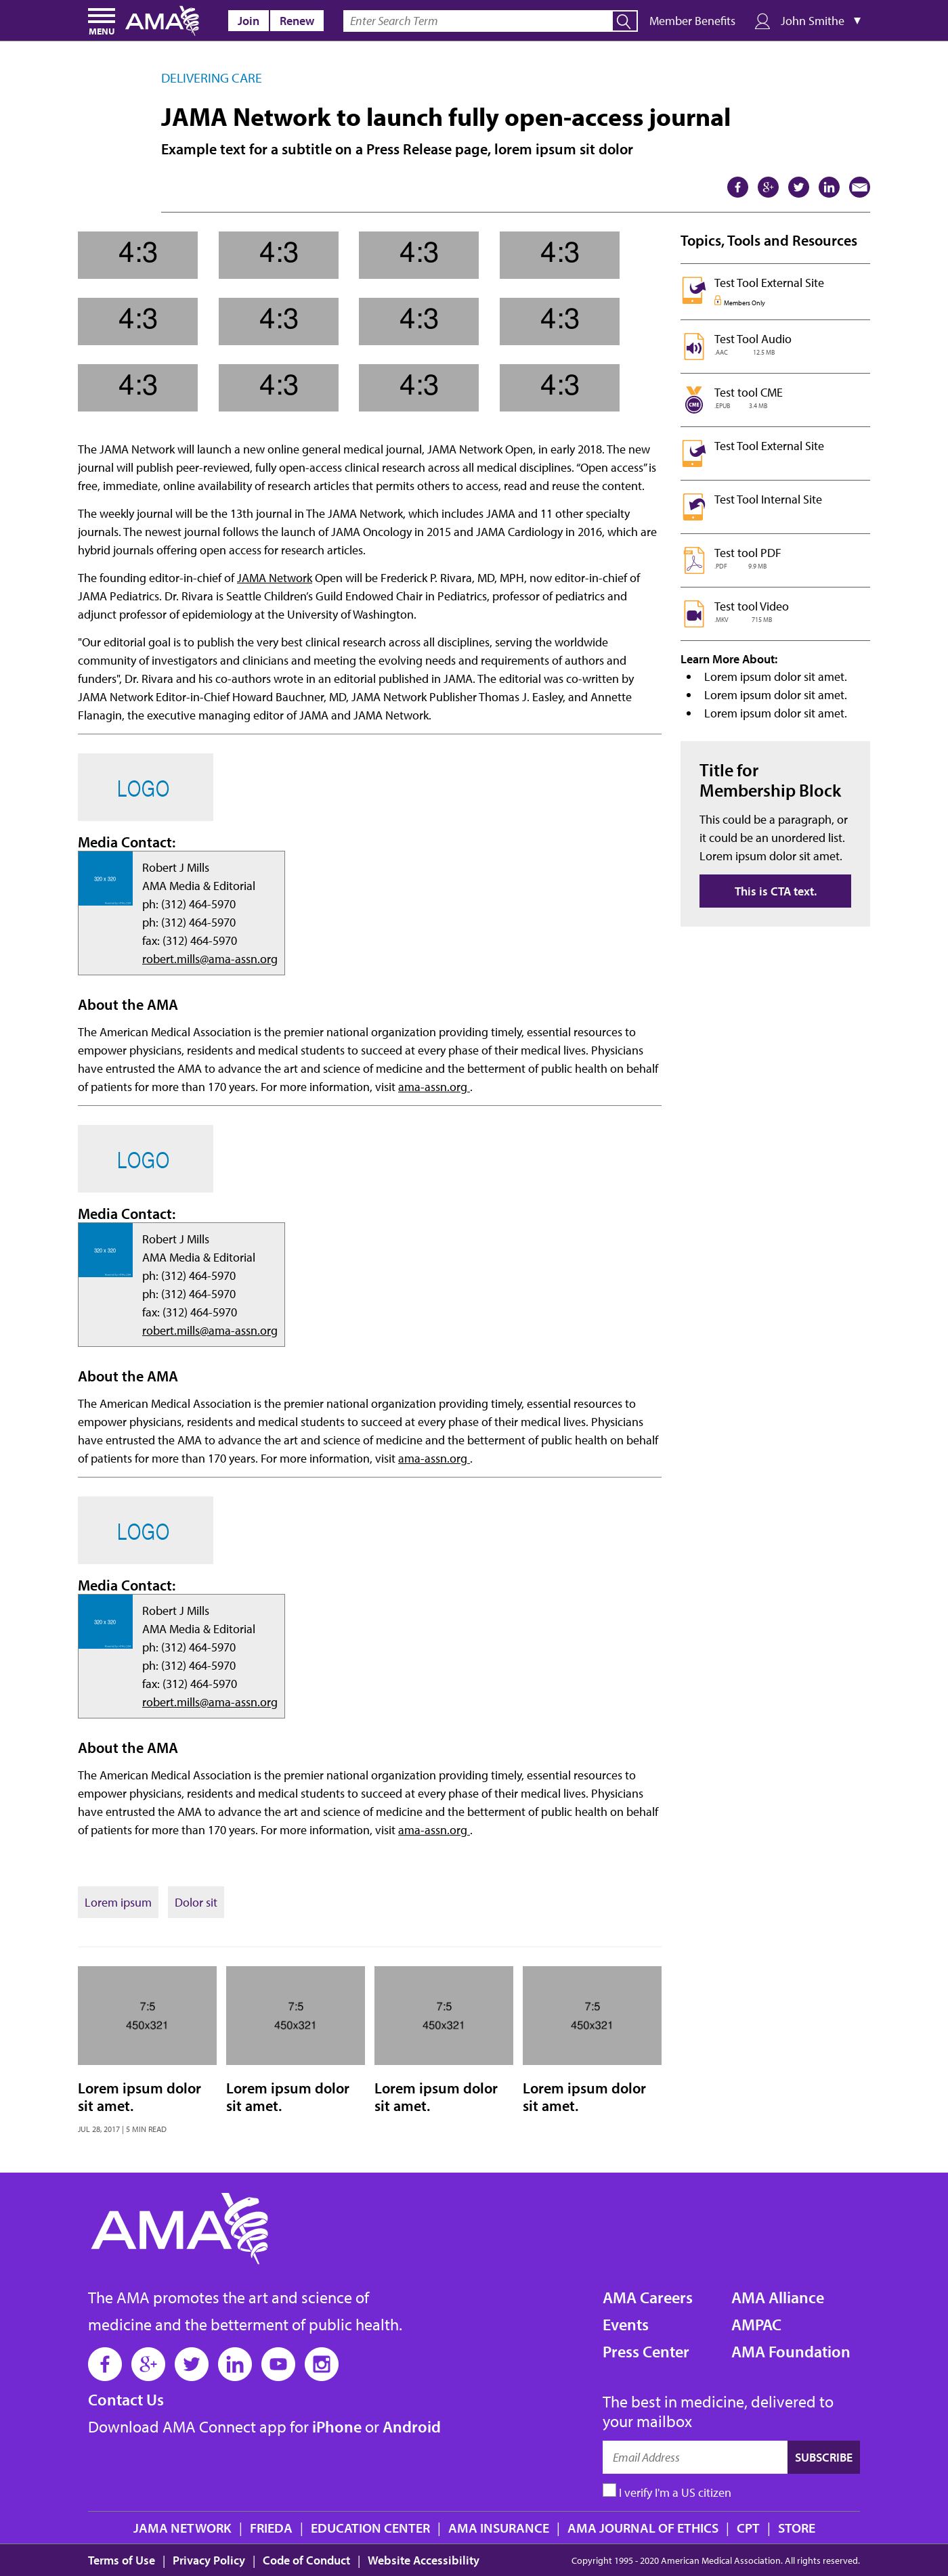 MENU AMA Join Renew Enter Search Term Member Benefits John Smithe ▼
DELIVERING CARE
JAMA Network to launch fully open-access journal
Example text for a subtitle on a Press Release page, lorem ipsum sit dolor
4:3 4:3 4:3 4:3
4:3 4:3 4:3 4:3
4:3 4:3 4:3 4:3
The JAMA Network will launch a new online general medical journal, JAMA Network Open, in early 2018. The new
journal will publish peer-reviewed, fully open-access clinical research across all medical disciplines. “Open access” is
free, immediate, online availability of research articles that permits others to access, read and reuse the content.
The weekly journal will be the 13th journal in The JAMA Network, which includes JAMA and 11 other specialty
journals. The newest journal follows the launch of JAMA Oncology in 2015 and JAMA Cardiology in 2016, which are
hybrid journals offering open access for research articles.
The founding editor-in-chief of JAMA Network Open will be Frederick P. Rivara, MD, MPH, now editor-in-chief of
JAMA Pediatrics. Dr. Rivara is Seattle Children’s Guild Endowed Chair in Pediatrics, professor of pediatrics and
adjunct professor of epidemiology at the University of Washington.
"Our editorial goal is to publish the very best clinical research across all disciplines, serving the worldwide
community of investigators and clinicians and meeting the evolving needs and requirements of authors and
funders", Dr. Rivara and his co-authors wrote in an editorial published in JAMA. The editorial was co-written by
JAMA Network Editor-in-Chief Howard Bauchner, MD, JAMA Network Publisher Thomas J. Easley, and Annette
Flanagin, the executive managing editor of JAMA and JAMA Network.
LOGO
Media Contact:
320 x 320
Robert J Mills
AMA Media & Editorial
ph: (312) 464-5970
ph: (312) 464-5970
fax: (312) 464-5970
robert.mills@ama-assn.org
About the AMA
The American Medical Association is the premier national organization providing timely, essential resources to
empower physicians, residents and medical students to succeed at every phase of their medical lives. Physicians
have entrusted the AMA to advance the art and science of medicine and the betterment of public health on behalf
of patients for more than 170 years. For more information, visit ama-assn.org .
LOGO
Media Contact:
320 x 320
Robert J Mills
AMA Media & Editorial
ph: (312) 464-5970
ph: (312) 464-5970
fax: (312) 464-5970
robert.mills@ama-assn.org
About the AMA
The American Medical Association is the premier national organization providing timely, essential resources to
empower physicians, residents and medical students to succeed at every phase of their medical lives. Physicians
have entrusted the AMA to advance the art and science of medicine and the betterment of public health on behalf
of patients for more than 170 years. For more information, visit ama-assn.org .
LOGO
Media Contact:
320 x 320
Robert J Mills
AMA Media & Editorial
ph: (312) 464-5970
ph: (312) 464-5970
fax: (312) 464-5970
robert.mills@ama-assn.org
About the AMA
The American Medical Association is the premier national organization providing timely, essential resources to
empower physicians, residents and medical students to succeed at every phase of their medical lives. Physicians
have entrusted the AMA to advance the art and science of medicine and the betterment of public health on behalf
of patients for more than 170 years. For more information, visit ama-assn.org .
Lorem ipsum Dolor sit
Topics, Tools and Resources
Test Tool External Site
Members Only
Test Tool Audio
.AAC 12.5 MB
CME
Test tool CME
.EPUB 3.4 MB
Test Tool External Site
Test Tool Internal Site
Test tool PDF
.PDF 9.9 MB
Test tool Video
.MKV 715 MB
Learn More About:
• Lorem ipsum dolor sit amet.
• Lorem ipsum dolor sit amet.
• Lorem ipsum dolor sit amet.
Title for
Membership Block
This could be a paragraph, or
it could be an unordered list.
Lorem ipsum dolor sit amet.
This is CTA text.
7:5 7:5 7:5 7:5
450x321 450x321 450x321 450x321
Lorem ipsum dolor Lorem ipsum dolor Lorem ipsum dolor Lorem ipsum dolor
sit amet. sit amet. sit amet. sit amet.
JUL 28, 2017 | 5 MIN READ
AMA
The AMA promotes the art and science of
medicine and the betterment of public health.
Contact Us
Download AMA Connect app for iPhone or Android
AMA Careers AMA Alliance
Events AMPAC
Press Center AMA Foundation
The best in medicine, delivered to
your mailbox
Email Address SUBSCRIBE
I verify I'm a US citizen
JAMA NETWORK | FRIEDA | EDUCATION CENTER | AMA INSURANCE | AMA JOURNAL OF ETHICS | CPT | STORE
Terms of Use | Privacy Policy | Code of Conduct | Website Accessibility Copyright 1995 - 2020 American Medical Association. All rights reserved.